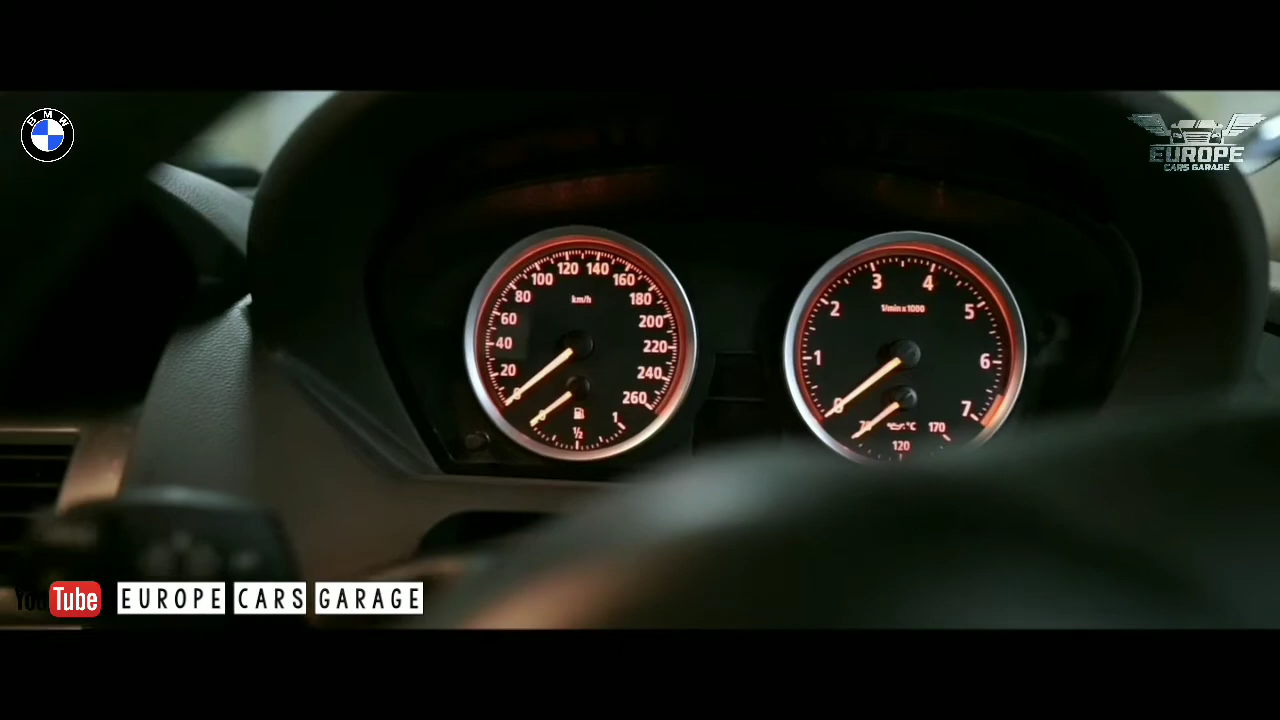 BMW
EUROPE
CARS GARAGE
120 140
100 160
80 180
km/h
60 200
40 220
20 240
0 260
0 1
1/2
3 4
2 5
1/min x 1000
1 6
0 7
°C 170
120
YouTube EUROPE CARS GARAGE